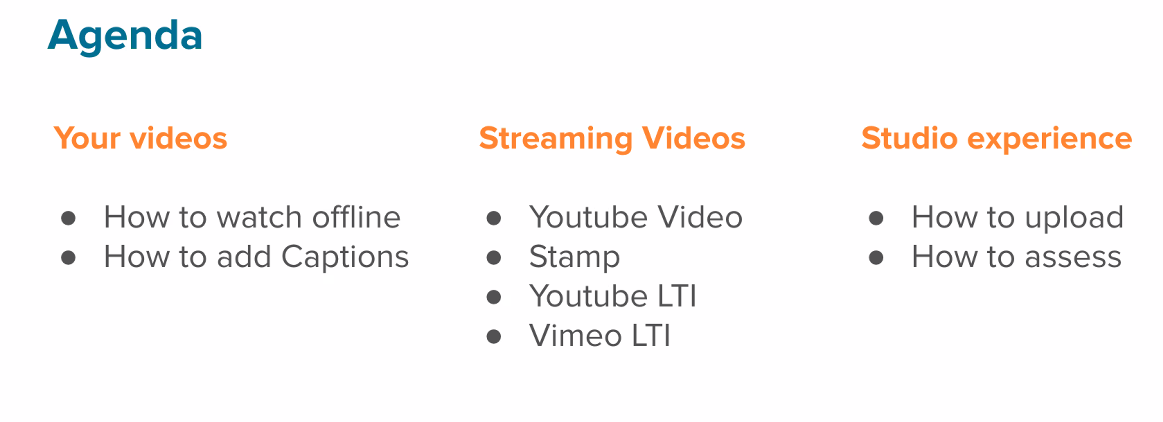 Agenda
Your videos
● How to watch offline
● How to add Captions
Streaming Videos
● Youtube Video
● Stamp
● Youtube LTI
● Vimeo LTI
Studio experience
● How to upload
● How to assess